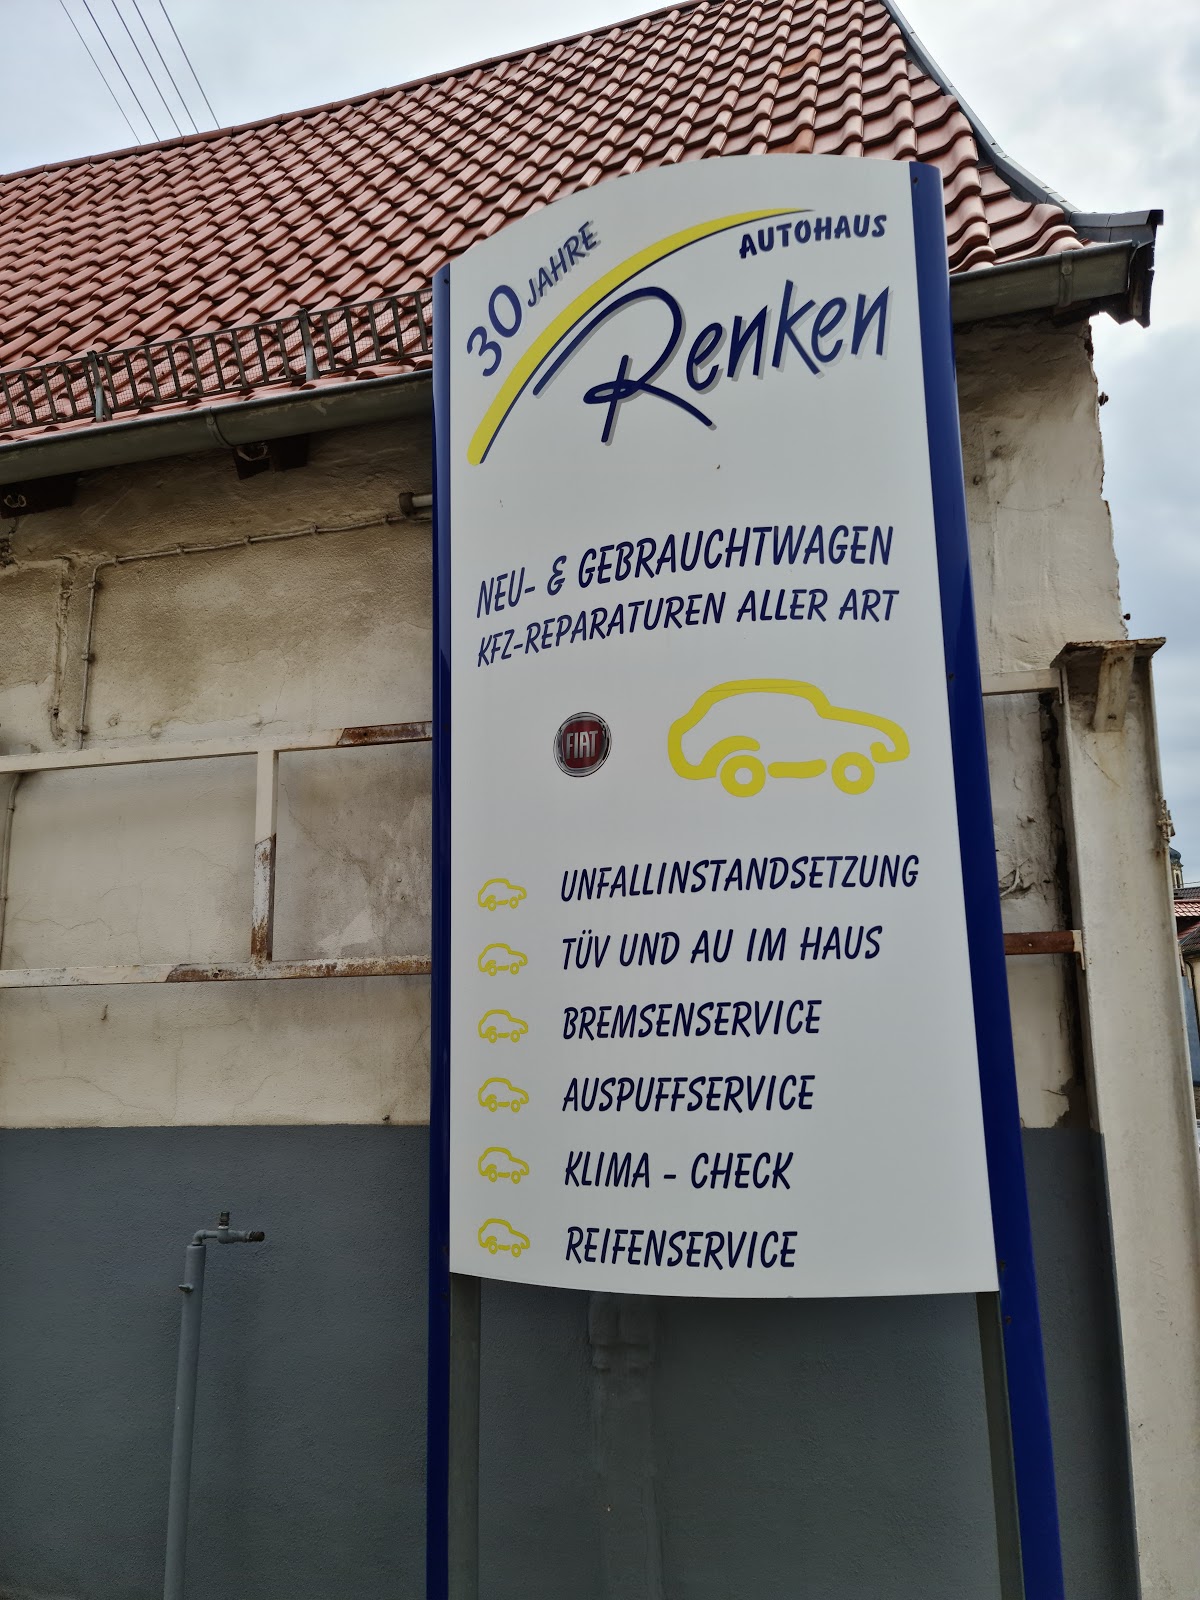 30 JAHRE
AUTOHAUS
Renken
NEU- & GEBRAUCHTWAGEN
KFZ-REPARATUREN ALLER ART
FIAT
UNFALLINSTANDSETZUNG
TÜV UND AU IM HAUS
BREMSENSERVICE
AUSPUFFSERVICE
KLIMA - CHECK
REIFENSERVICE